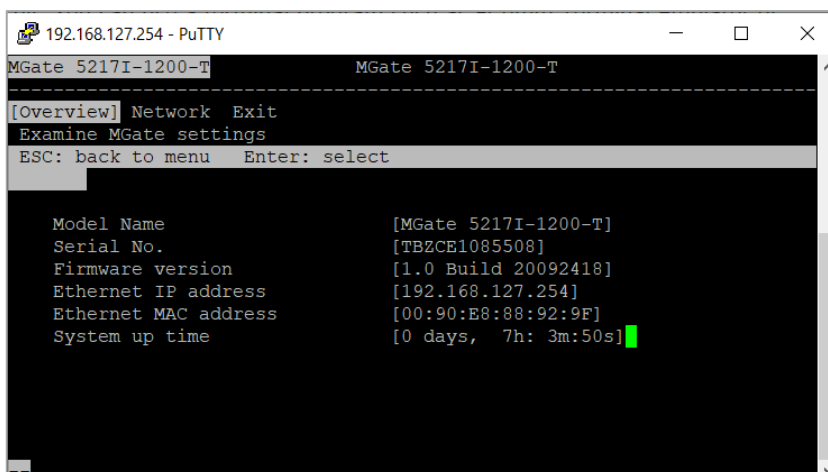 192.168.127.254 - PuTTY
MGate 5217I-1200-T MGate 5217I-1200-T
[Overview] Network Exit
Examine MGate settings
ESC: back to menu Enter: select
Model Name [MGate 5217I-1200-T]
Serial No. [TBZCE1085508]
Firmware version [1.0 Build 20092418]
Ethernet IP address [192.168.127.254]
Ethernet MAC address [00:90:E8:88:92:9F]
System up time [0 days, 7h: 3m:50s]